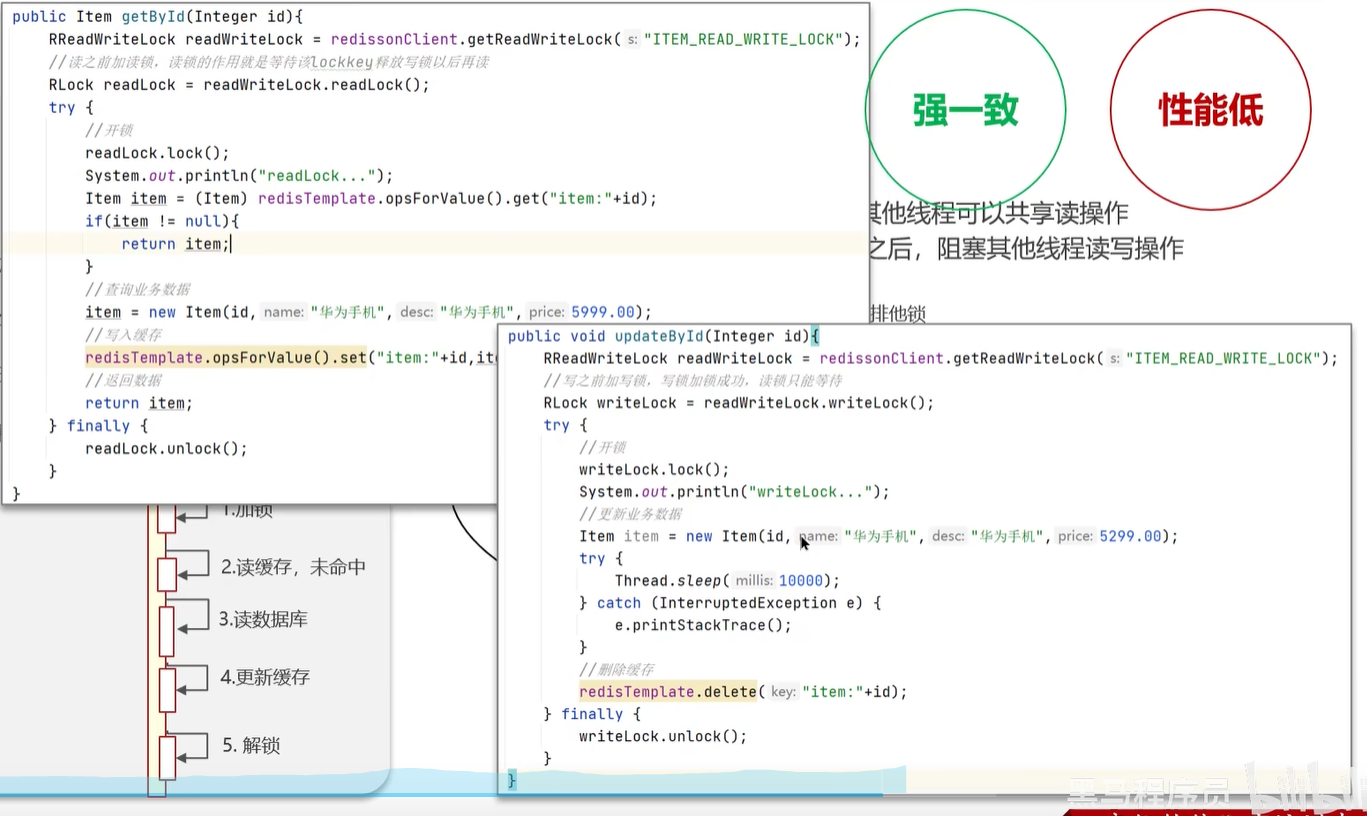 public Item getById(Integer id){
RReadWriteLock readWriteLock = redissonClient.getReadWriteLock( s: "ITEM_READ_WRITE_LOCK");
//读之前加读锁，读锁的作用就是等待该lockkey释放写锁以后再读
RLock readLock = readWriteLock.readLock();
try {
//开锁
readLock.lock();
System.out.println("readLock...");
Item item = (Item) redisTemplate.opsForValue().get("item:"+id);
if(item != null){
return item;
}
//查询业务数据
item = new Item(id, name: "华为手机", desc: "华为手机", price: 5999.00);
//写入缓存
redisTemplate.opsForValue().set("item:"+id,ite
//返回数据
return item;
} finally {
readLock.unlock();
}
}
强一致
性能低
其他线程可以共享读操作
之后，阻塞其他线程读写操作
排他锁
public void updateById(Integer id){
RReadWriteLock readWriteLock = redissonClient.getReadWriteLock( s: "ITEM_READ_WRITE_LOCK");
//写之前加写锁，写锁加锁成功，读锁只能等待
RLock writeLock = readWriteLock.writeLock();
try {
//开锁
writeLock.lock();
System.out.println("writeLock...");
//更新业务数据
Item item = new Item(id, name: "华为手机", desc: "华为手机", price: 5299.00);
try {
Thread.sleep( millis: 10000);
} catch (InterruptedException e) {
e.printStackTrace();
}
//删除缓存
redisTemplate.delete( key: "item:"+id);
} finally {
writeLock.unlock();
}
}
1.加锁
2.读缓存，未命中
3.读数据库
4.更新缓存
5. 解锁
黑马程序员
bilibili